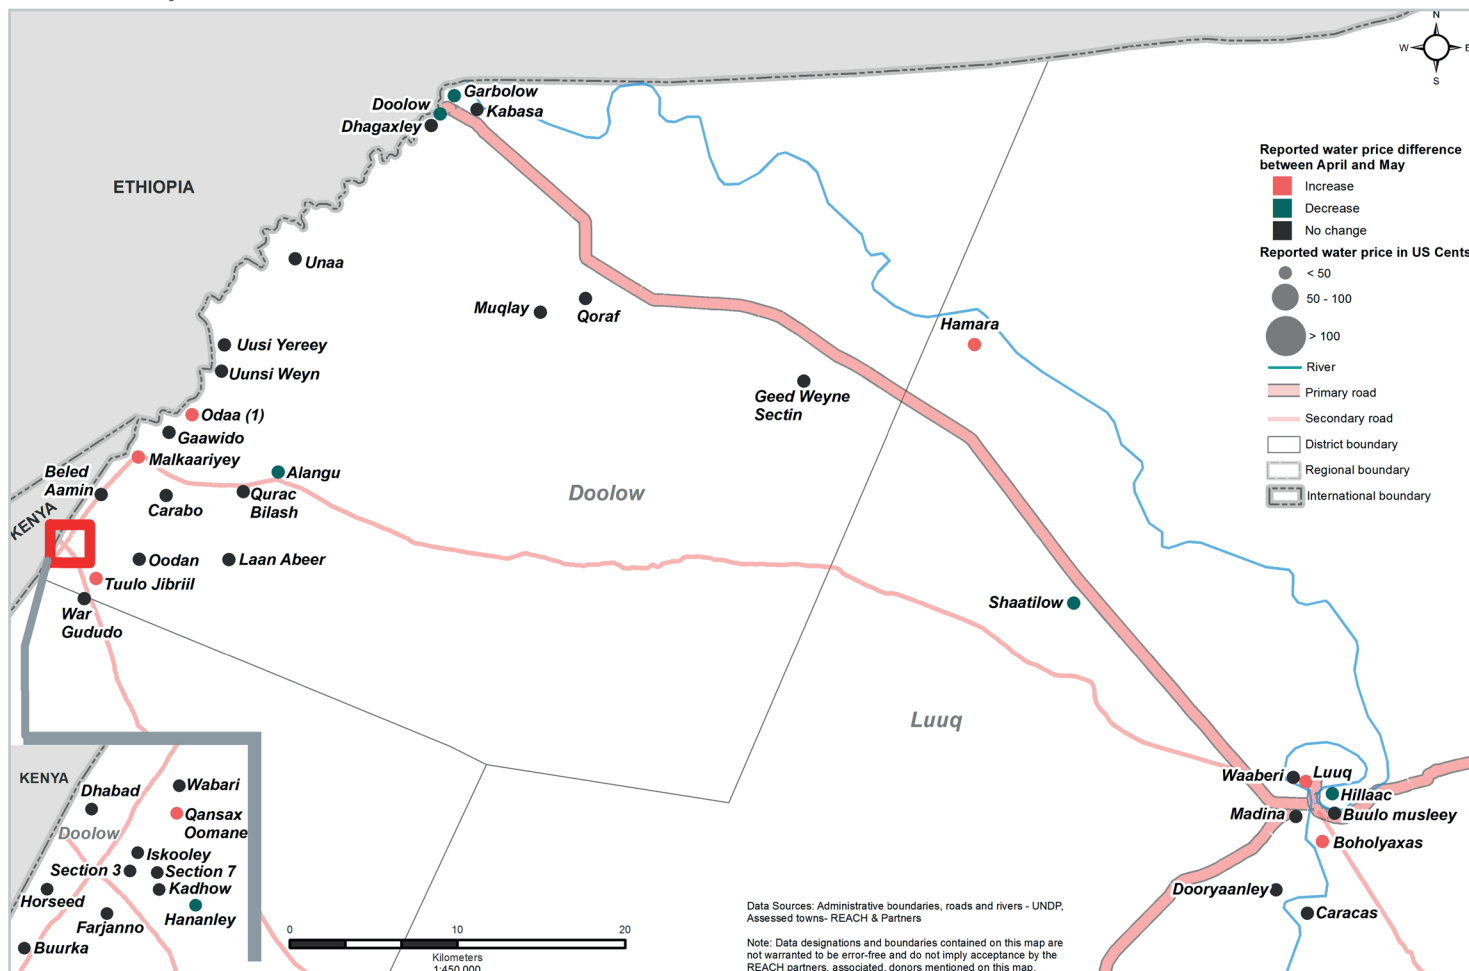 N
W
E
S
Garbolow
Doolow
Kabasa
Dhagaxley
ETHIOPIA
Unaa
Muqlay
Qoraf
Hamara
Uusi Yereey
Uunsi Weyn
Geed Weyne
Sectin
Odaa (1)
Gaawido
Malkaariyey
Beled
Aamin
Alangu
Qurac
Bilash
Carabo
KENYA
Doolow
Oodan
Laan Abeer
Tuulo Jibriil
War
Gududo
Shaatilow
Luuq
Waaberi
Luuq
Hillaac
Madina
Buulo musleey
Boholyaxas
Dooryaanley
Caracas
KENYA
Wabari
Dhabad
Qansax
Oomane
Doolow
Iskooley
Section 3
Section 7
Kadhow
Horseed
Hananley
Farjanno
Buurka
Reported water price difference
between April and May
Increase
Decrease
No change
Reported water price in US Cents
< 50
50 - 100
> 100
River
Primary road
Secondary road
District boundary
Regional boundary
International boundary
0 10 20
Kilometers
1:450,000
Data Sources: Administrative boundaries, roads and rivers - UNDP,
Assessed towns- REACH & Partners
Note: Data designations and boundaries contained on this map are
not warranted to be error-free and do not imply acceptance by the
REACH partners, associated, donors mentioned on this map.